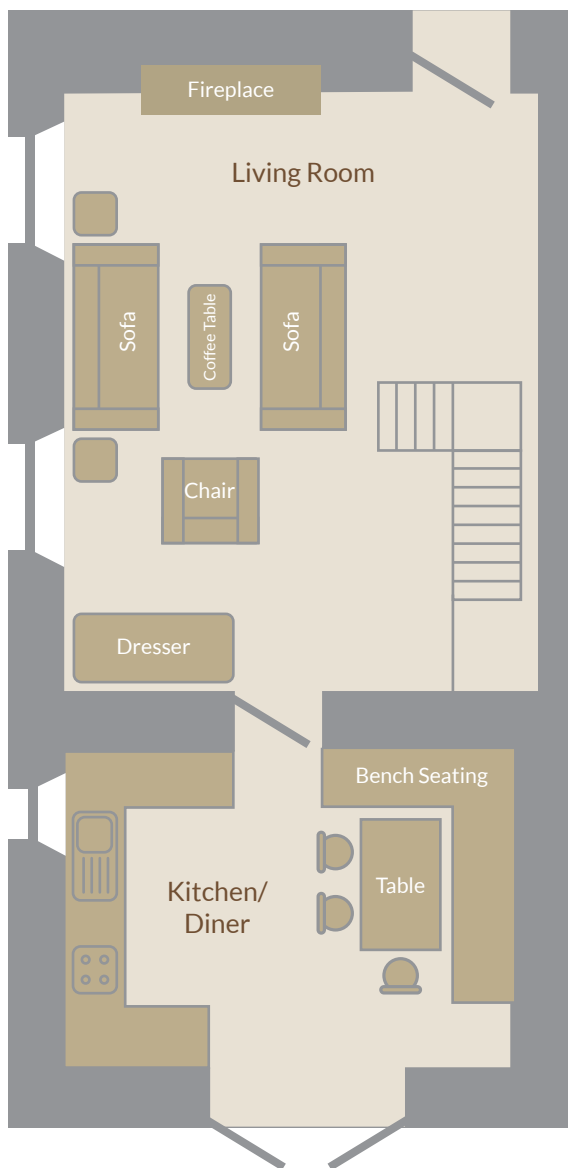 Fireplace
Living Room
Sofa
Coffee Table
Sofa
Chair
Dresser
Bench Seating
Kitchen/
Diner
Table